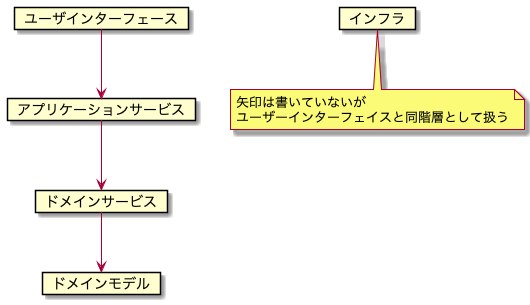 ユーザインターフェース
インフラ
矢印は書いていないが
ユーザーインターフェイスと同階層として扱う
アプリケーションサービス
ドメインサービス
ドメインモデル